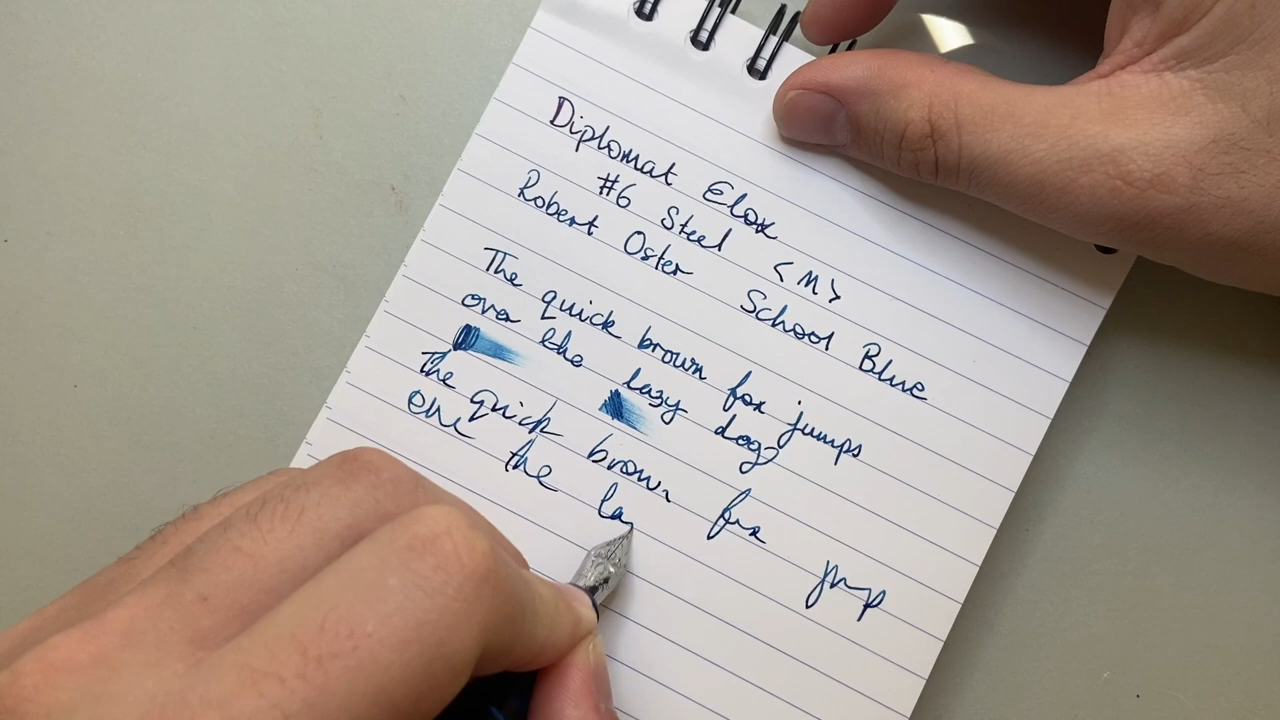 Diplomat Elox
#6 Steel <M>
Robert Oster School Blue
The quick brown fox jumps
over the lazy dog
The quick brown fox jmp
over the la